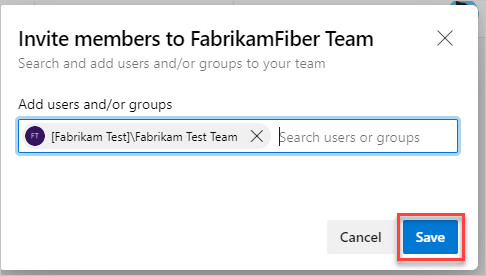 Invite members to FabrikamFiber Team
Search and add users and/or groups to your team
Add users and/or groups
FT [Fabrikam Test]\Fabrikam Test Team Search users or groups
Cancel Save